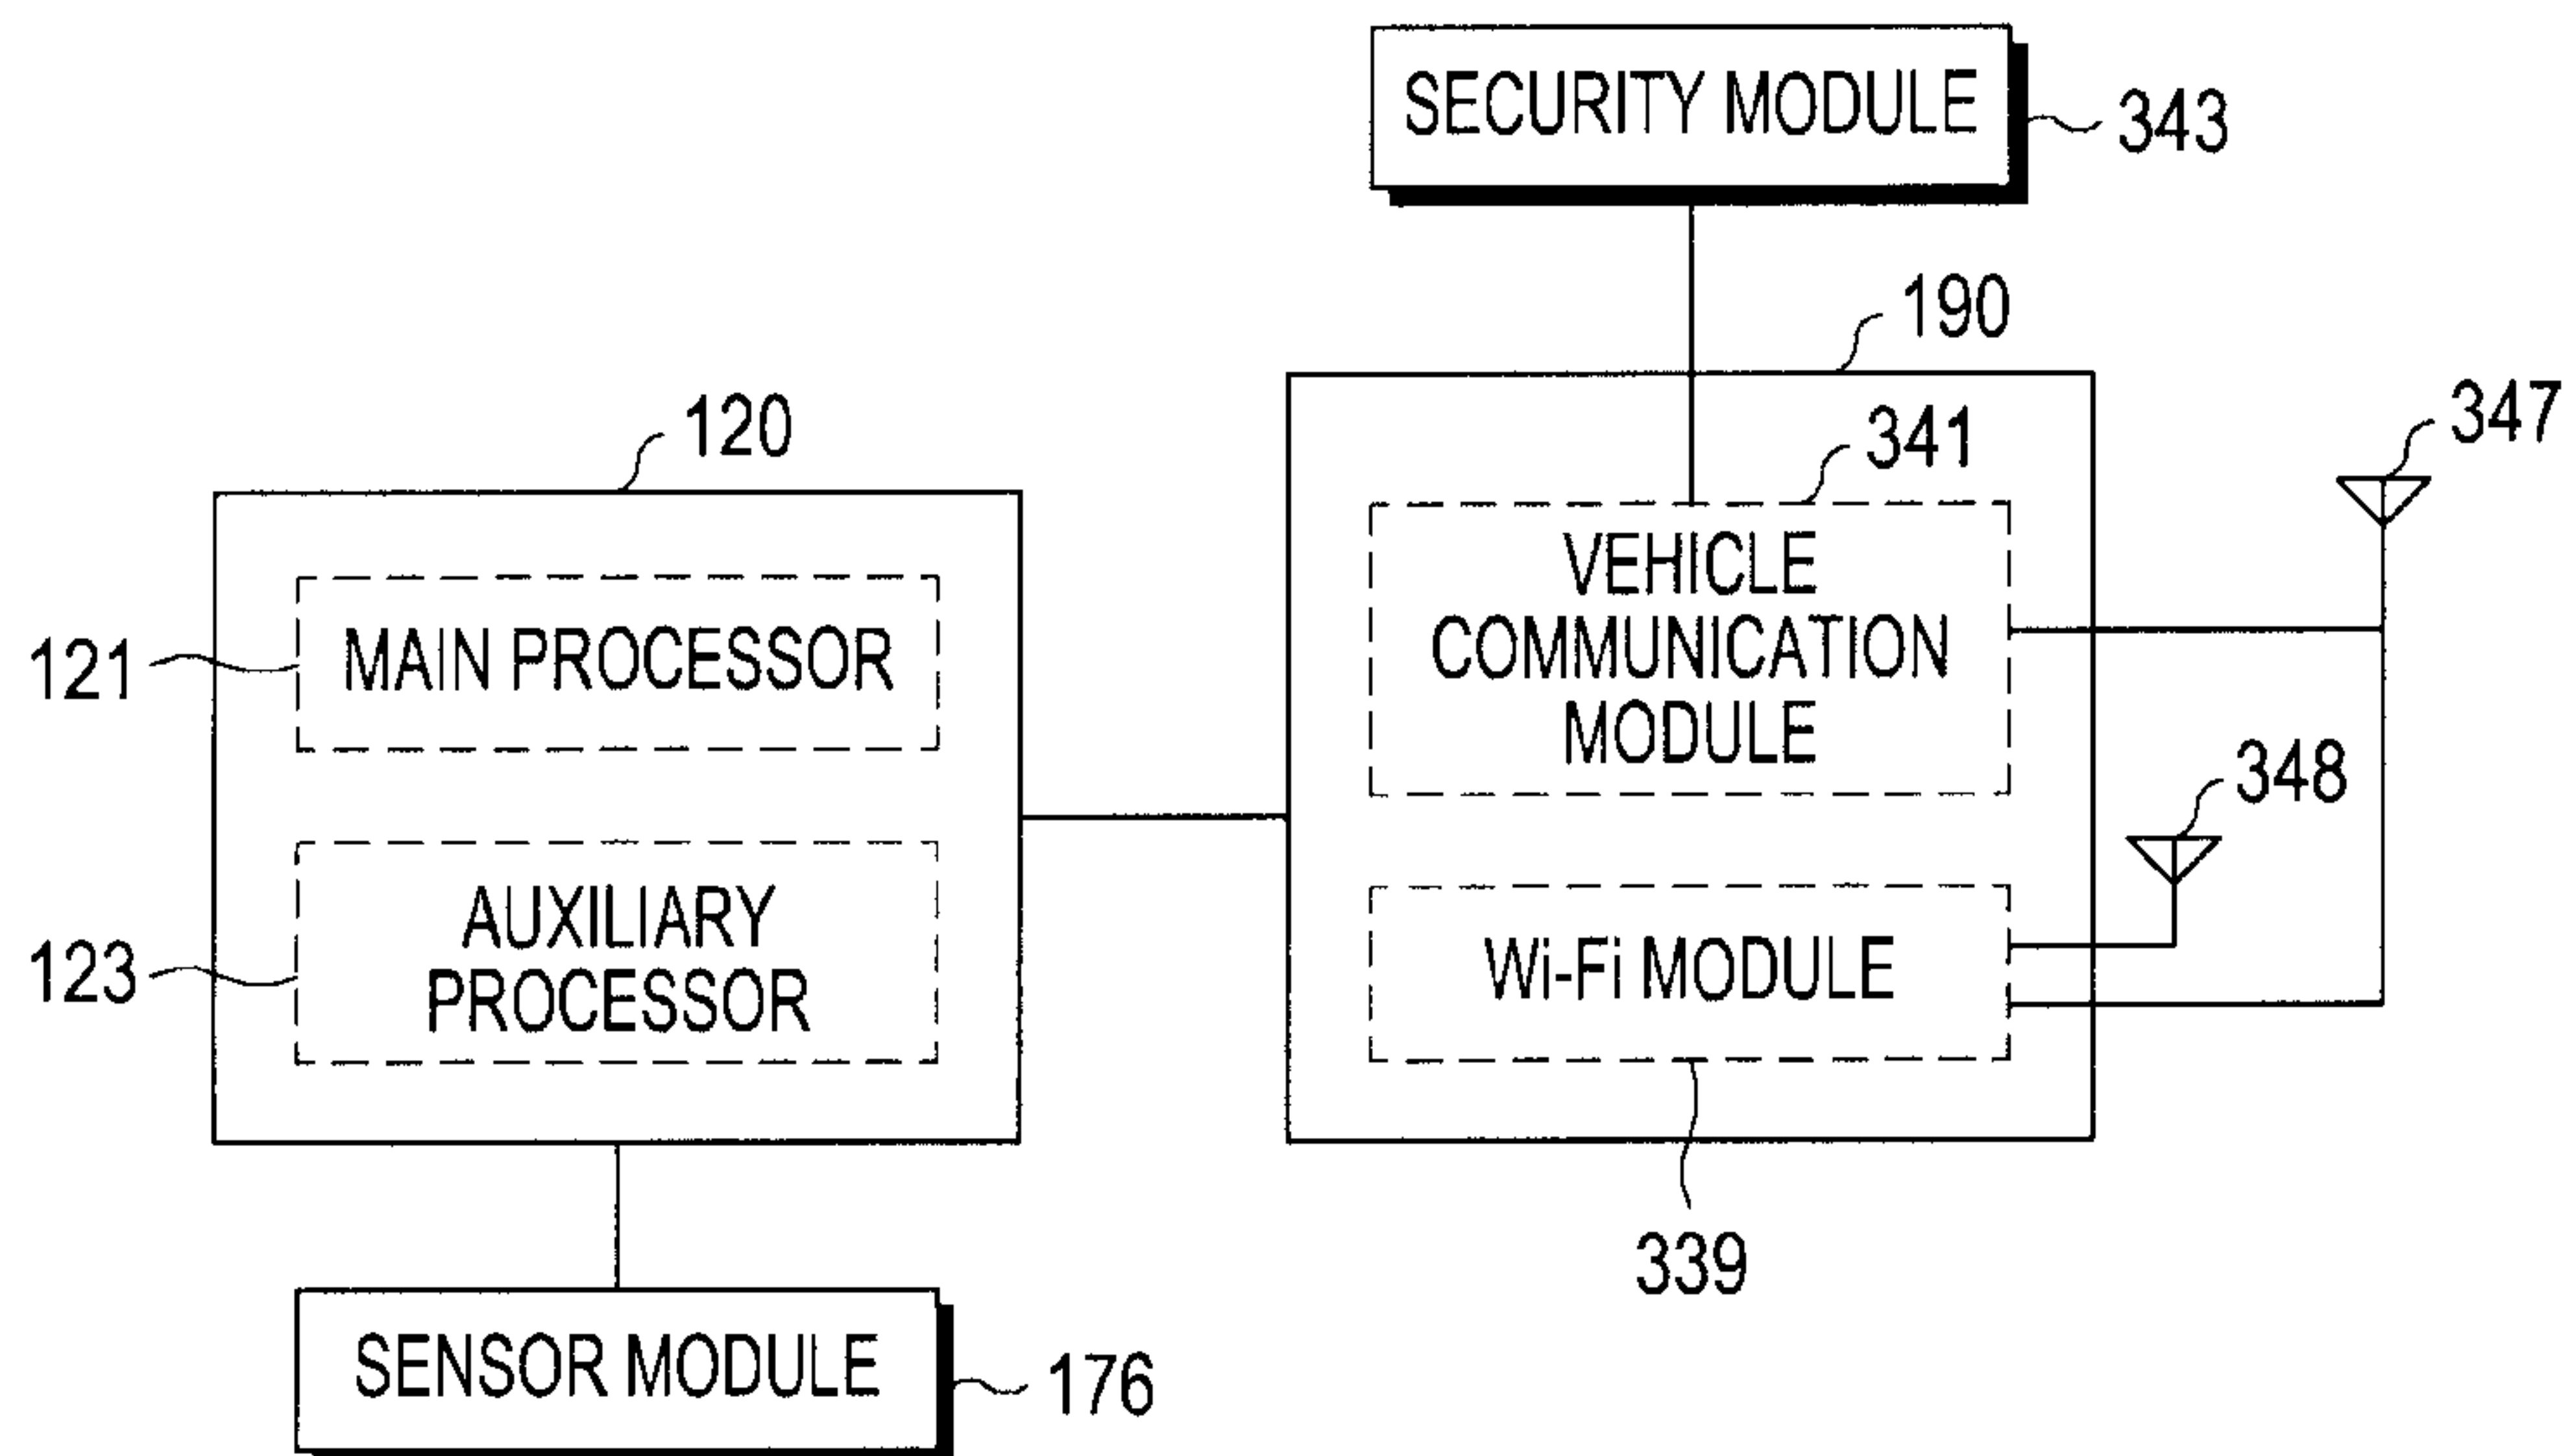 SECURITY MODULE
343
190
120
341
347
VEHICLE
COMMUNICATION
MODULE
121
MAIN PROCESSOR
348
AUXILIARY
PROCESSOR
123
Wi-Fi MODULE
339
SENSOR MODULE
176